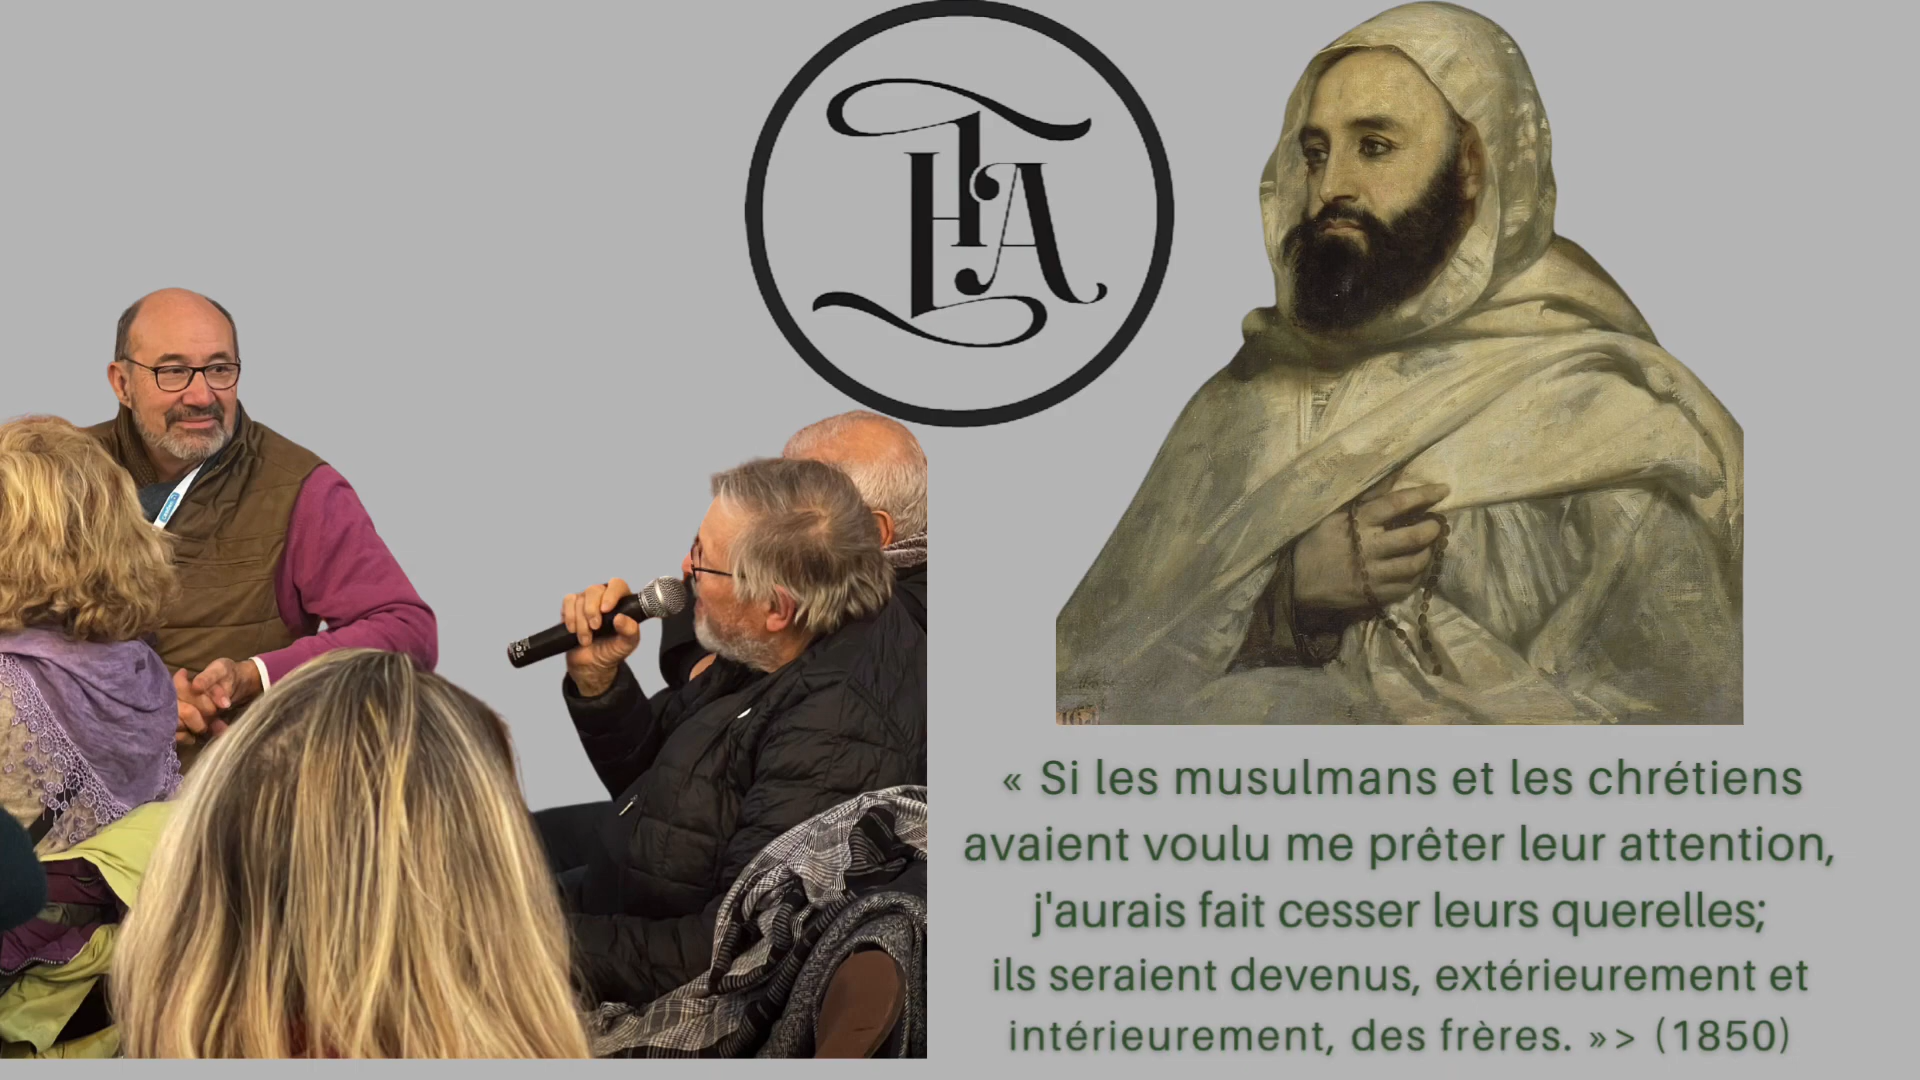 HLA
« Si les musulmans et les chrétiens
avaient voulu me prêter leur attention,
j'aurais fait cesser leurs querelles;
ils seraient devenus, extérieurement et
intérieurement, des frères. »> (1850)